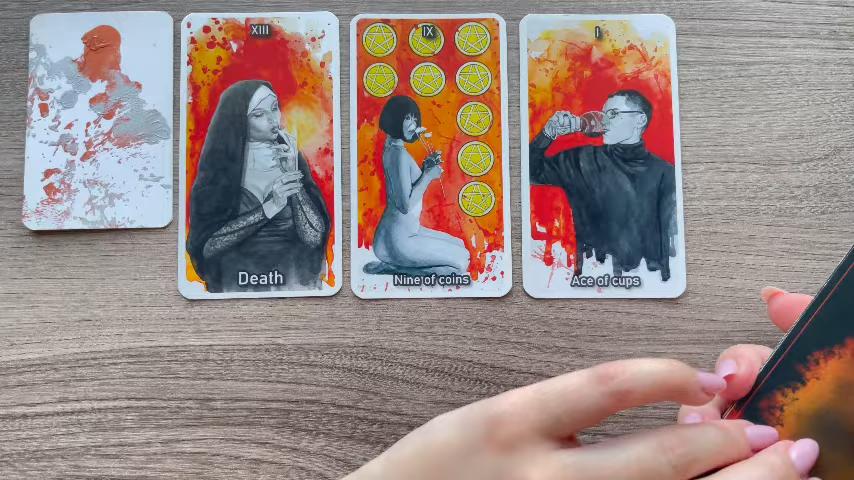 XIII
IX
I
Death
Nine of coins
Ace of cups